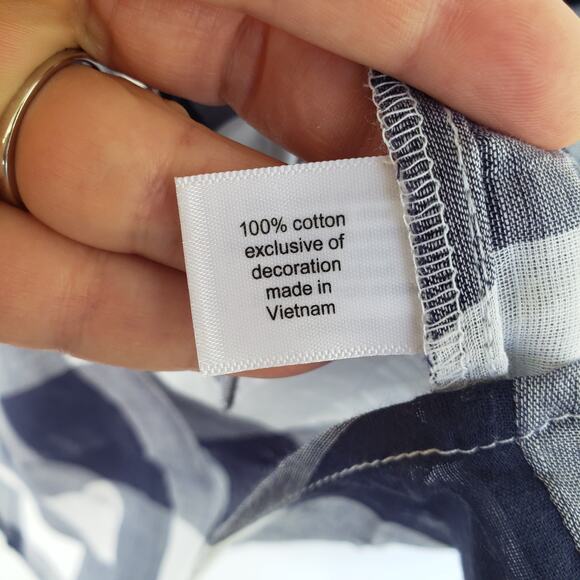 100% cotton
exclusive of
decoration
made in
Vietnam